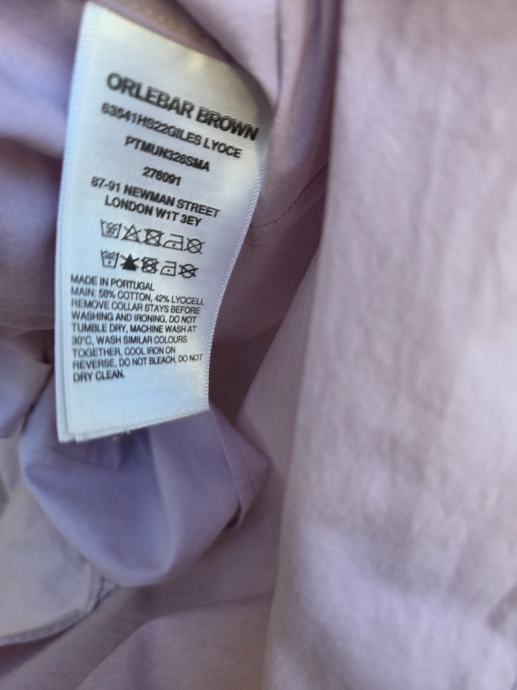 ORLEBAR BROWN
63541HS22GILES LYOCE
PTMUN326SMA
276091
87-91 NEWMAN STREET
LONDON W1T 3EY
MADE IN PORTUGAL
MAIN: 58% COTTON, 42% LYOCELL
REMOVE COLLAR STAYS BEFORE
WASHING AND IRONING, DO NOT
TUMBLE DRY, MACHINE WASH AT
30°C, WASH SIMILAR COLOURS
TOGETHER, COOL IRON ON
REVERSE, DO NOT BLEACH, DO NOT
DRY CLEAN.